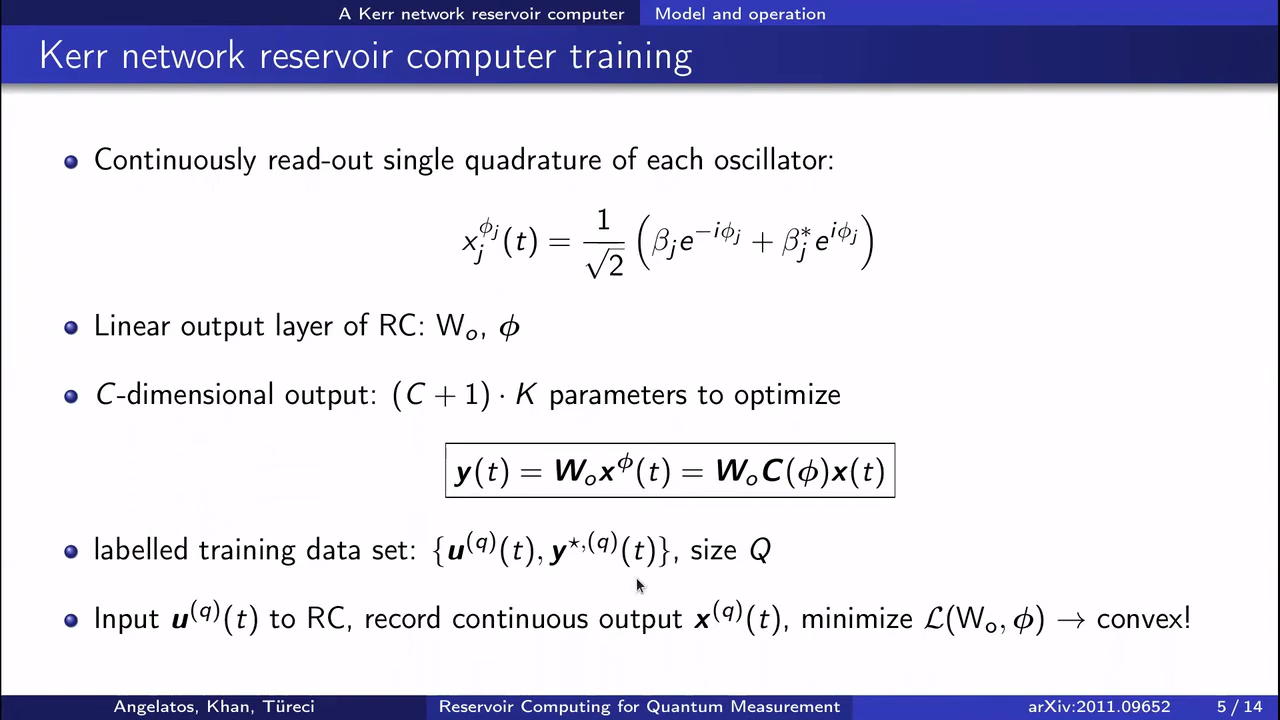 A Kerr network reservoir computer Model and operation
Kerr network reservoir computer training
Continuously read-out single quadrature of each oscillator:
x_j^{ϕ_j}(t) = \frac{1}{\sqrt{2}} (β_j e^{-iϕ_j} + β_j^* e^{iϕ_j})
Linear output layer of RC: W_o, ϕ
C-dimensional output: (C + 1) · K parameters to optimize
y(t) = W_o x^ϕ(t) = W_o C(ϕ)x(t)
labelled training data set: {u^{(q)}(t), y^{⋆,(q)}(t)}, size Q
Input u^{(q)}(t) to RC, record continuous output x^{(q)}(t), minimize ℒ(W_o, ϕ) → convex!
Angelatos, Khan, Türeci Reservoir Computing for Quantum Measurement arXiv:2011.09652 5 / 14